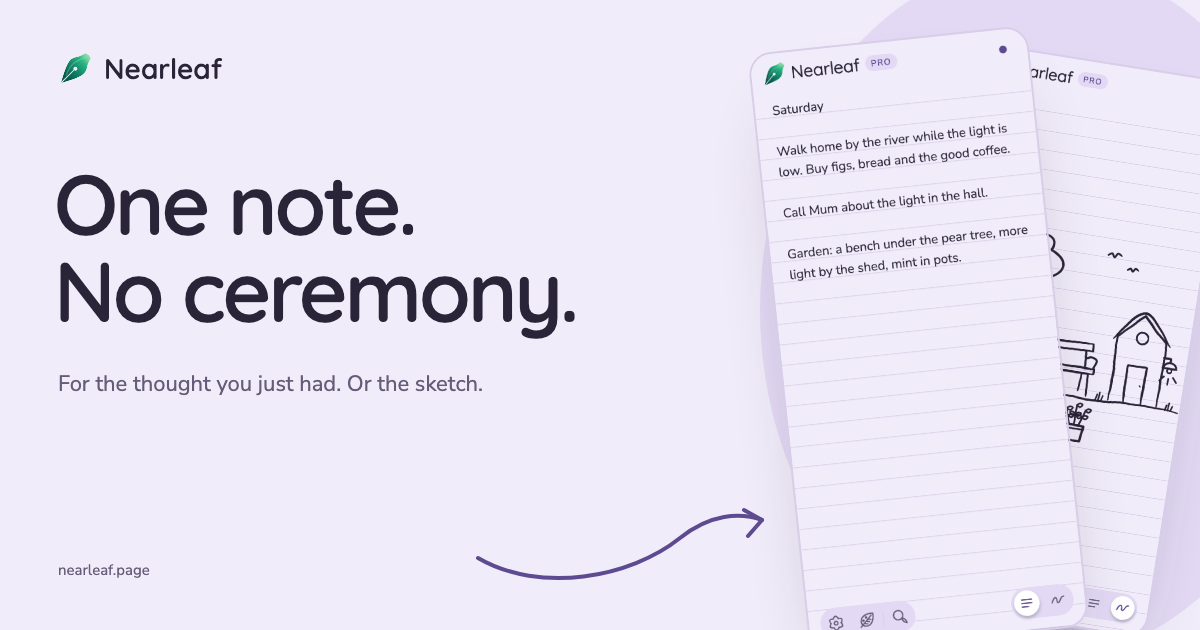 Nearleaf
One note.
No ceremony.
For the thought you just had. Or the sketch.
nearleaf.page
Nearleaf PRO
Saturday
Walk home by the river while the light is
low. Buy figs, bread and the good coffee.
Call Mum about the light in the hall.
Garden: a bench under the pear tree, more
light by the shed, mint in pots.
arleaf PRO